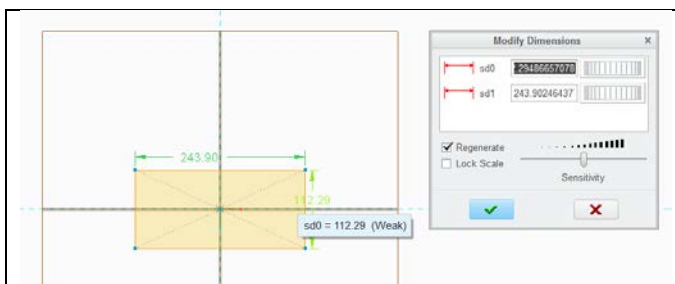 Modify Dimensions
sd0 .29486657078
sd1 243.90246437
Regenerate
Lock Scale
Sensitivity
243.90
112.29
sd0 = 112.29 (Weak)